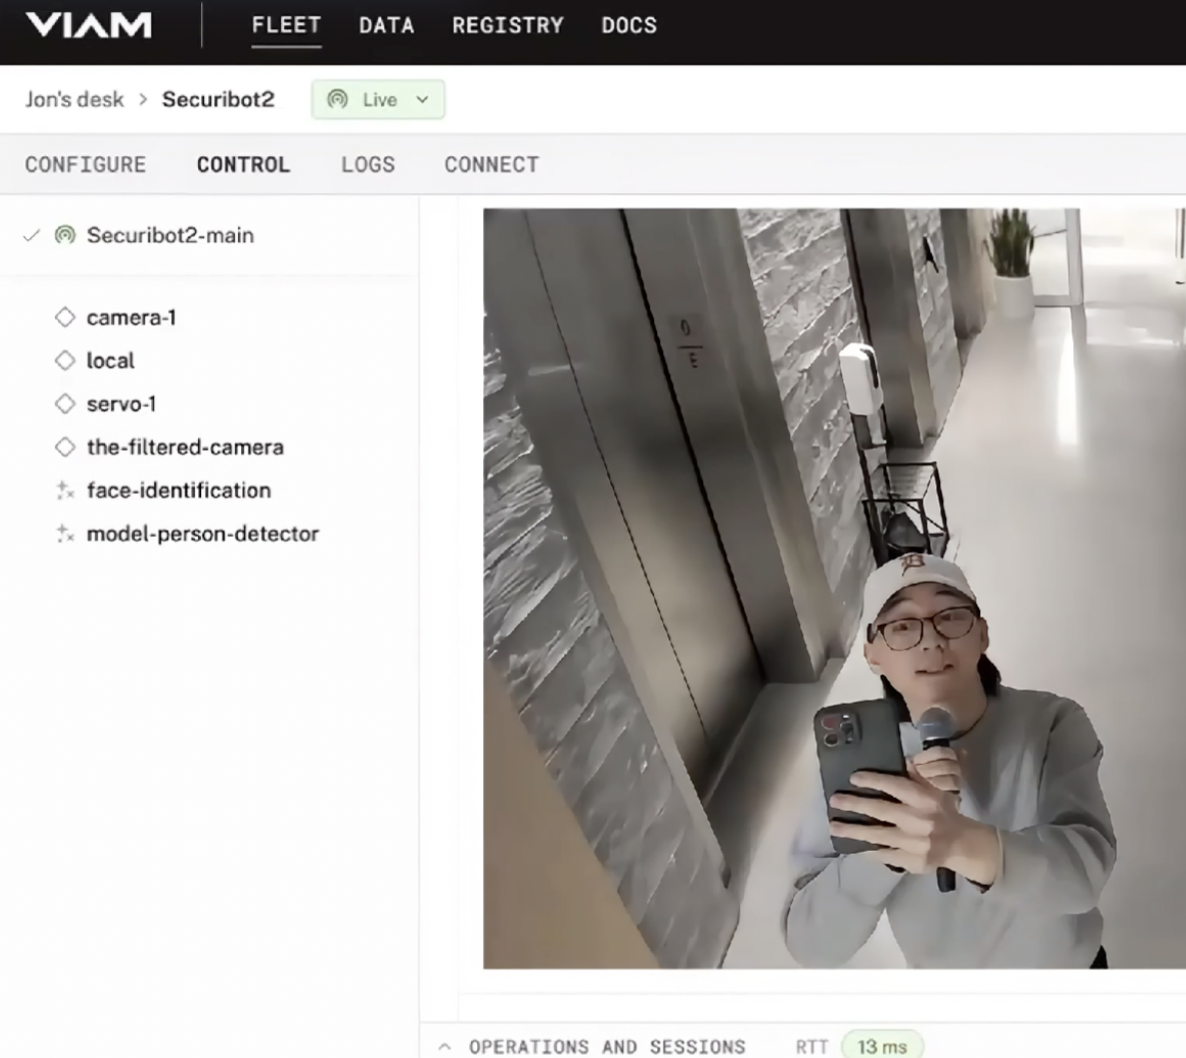 VIAM
FLEET DATA REGISTRY DOCS
Jon's desk > Securibot2 Live
CONFIGURE CONTROL LOGS CONNECT
Securibot2-main
camera-1
local
servo-1
the-filtered-camera
face-identification
model-person-detector
OPERATIONS AND SESSIONS RTT 13 ms